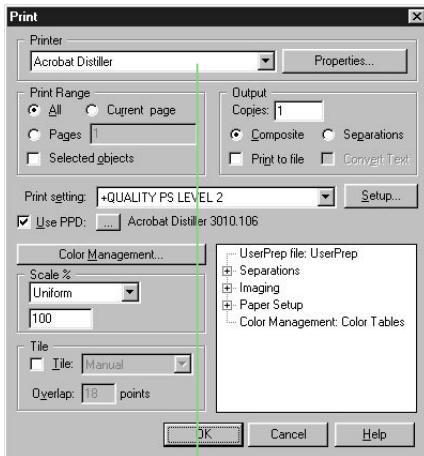 Print
Printer
Acrobat Distiller
Properties...
Print Range
All Current page
Pages 1
Selected objects
Output
Copies: 1
Composite Separations
Print to file Convert Text
Print setting: +QUALITY PS LEVEL 2 Setup...
Use PPD: ... Acrobat Distiller 3010.106
Color Management...
Scale %
Uniform
100
Tile
Tile: Manual
Overlap: 18 points
UserPrep file: UserPrep
Separations
Imaging
Paper Setup
Color Management: Color Tables
OK Cancel Help